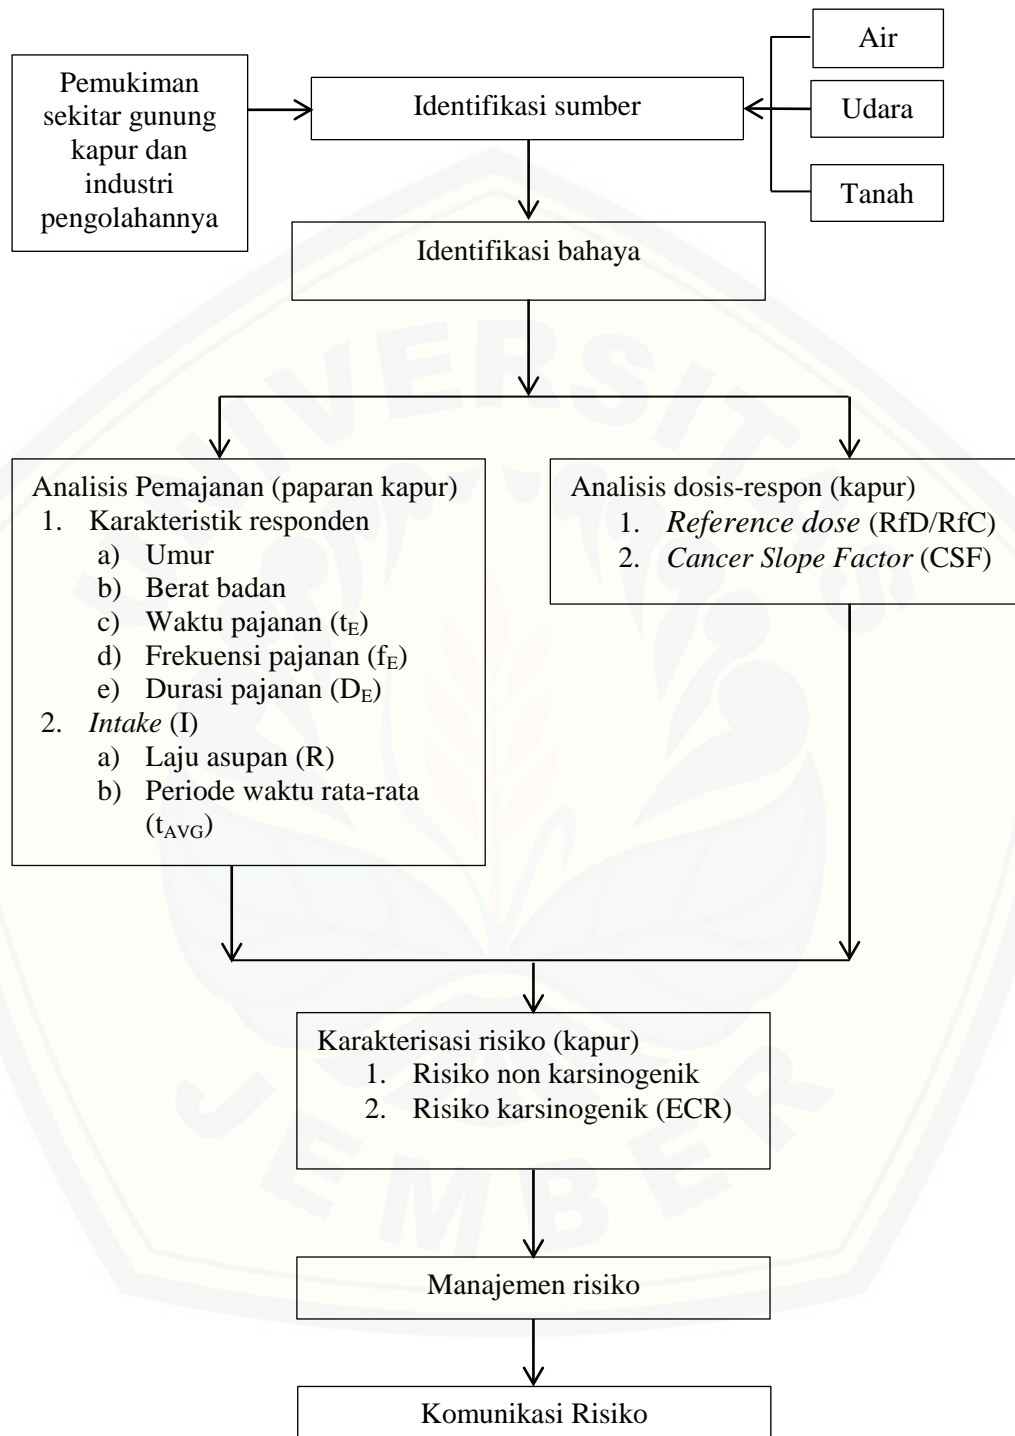 Air
Pemukiman
sekitar gunung
kapur dan
industri
pengolahannya
Identifikasi sumber
Udara
Tanah
Identifikasi bahaya
Analisis Pemajanan (paparan kapur)
1. Karakteristik responden
a) Umur
b) Berat badan
c) Waktu pajanan (tE)
d) Frekuensi pajanan (fE)
e) Durasi pajanan (DE)
2. Intake (I)
a) Laju asupan (R)
b) Periode waktu rata-rata
(tAVG)
Analisis dosis-respon (kapur)
1. Reference dose (RfD/RfC)
2. Cancer Slope Factor (CSF)
Karakterisasi risiko (kapur)
1. Risiko non karsinogenik
2. Risiko karsinogenik (ECR)
Manajemen risiko
Komunikasi Risiko
UNIVERSITAS
JEMBER